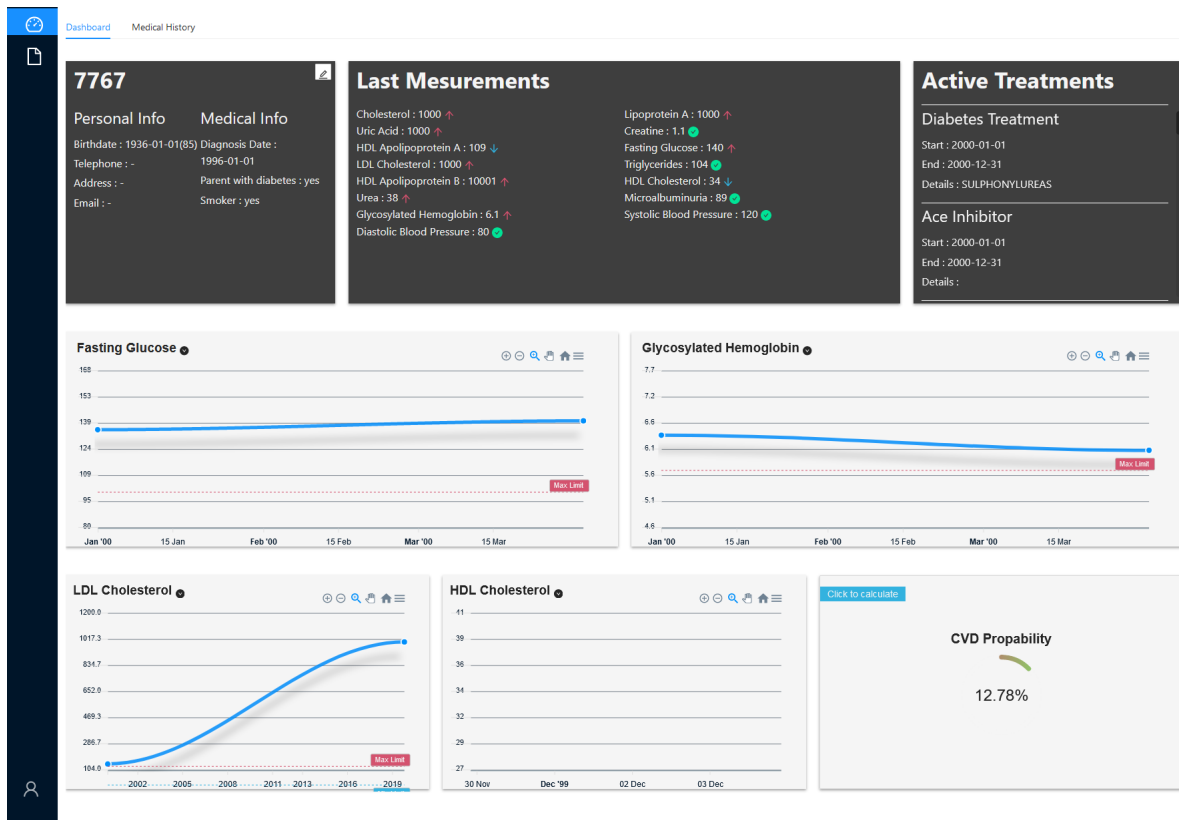 Dashboard Medical History
7767
Personal Info
Birthdate : 1936-01-01(85)
Telephone : -
Address : -
Email : -
Medical Info
Diagnosis Date :
1996-01-01
Parent with diabetes : yes
Smoker : yes
Last Mesurements
Cholesterol : 1000
Uric Acid : 1000
HDL Apolipoprotein A : 109
LDL Cholesterol : 1000
HDL Apolipoprotein B : 10001
Urea : 38
Glycosylated Hemoglobin : 6.1
Diastolic Blood Pressure : 80
Lipoprotein A : 1000
Creatine : 1.1
Fasting Glucose : 140
Triglycerides : 104
HDL Cholesterol : 34
Microalbuminuria : 89
Systolic Blood Pressure : 120
Active Treatments
Diabetes Treatment
Start : 2000-01-01
End : 2000-12-31
Details : SULPHONYLUREAS
Ace Inhibitor
Start : 2000-01-01
End : 2000-12-31
Details :
Fasting Glucose
168
153
139
124
109
Max Limit
95
80
Jan '00 15 Jan Feb '00 15 Feb Mar '00 15 Mar
Glycosylated Hemoglobin
7.7
7.2
6.6
6.1
Max Limit
5.6
5.1
4.6
Jan '00 15 Jan Feb '00 15 Feb Mar '00 15 Mar
LDL Cholesterol
1200.0
1017.3
834.7
652.0
469.3
286.7
Max Limit
104.0
2002 2005 2008 2011 2013 2016 2019
HDL Cholesterol
41
39
36
34
32
29
27
30 Nov Dec '99 02 Dec 03 Dec
Click to calculate
CVD Propability
12.78%